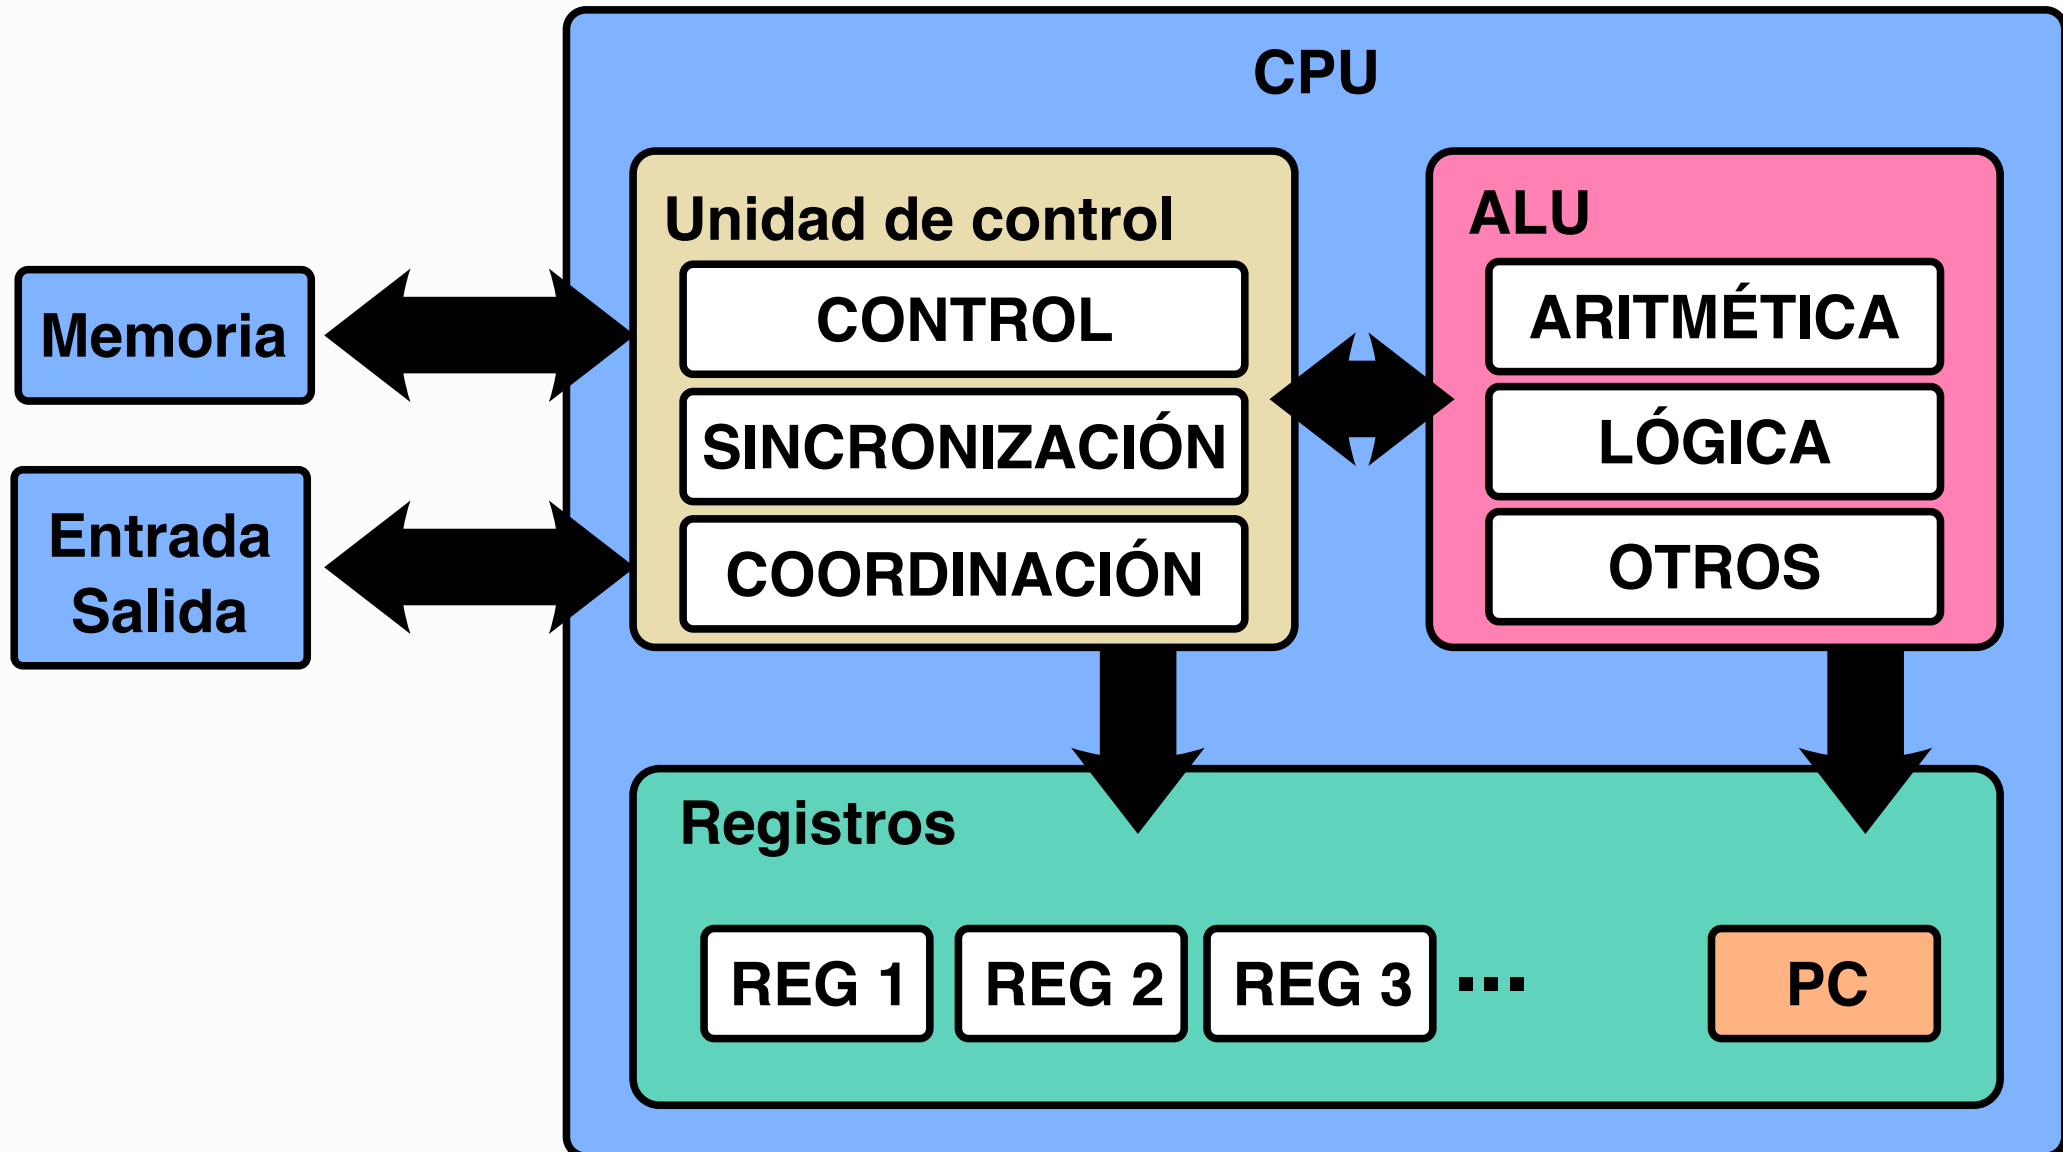 CPU
Unidad de control
CONTROL
SINCRONIZACIÓN
COORDINACIÓN
ALU
ARITMÉTICA
LÓGICA
OTROS
Memoria
Entrada
Salida
Registros
REG 1
REG 2
REG 3
...
PC